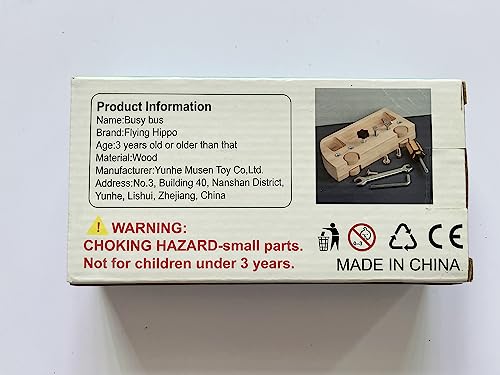 Product Information
Name:Busy bus
Brand:Flying Hippo
Age:3 years old or older than that
Material:Wood
Manufacturer:Yunhe Musen Toy Co,Ltd.
Address:No.3, Building 40, Nanshan District,
Yunhe, Lishui, Zhejiang, China
WARNING:
CHOKING HAZARD-small parts.
Not for children under 3 years.
0-3
CE
MADE IN CHINA